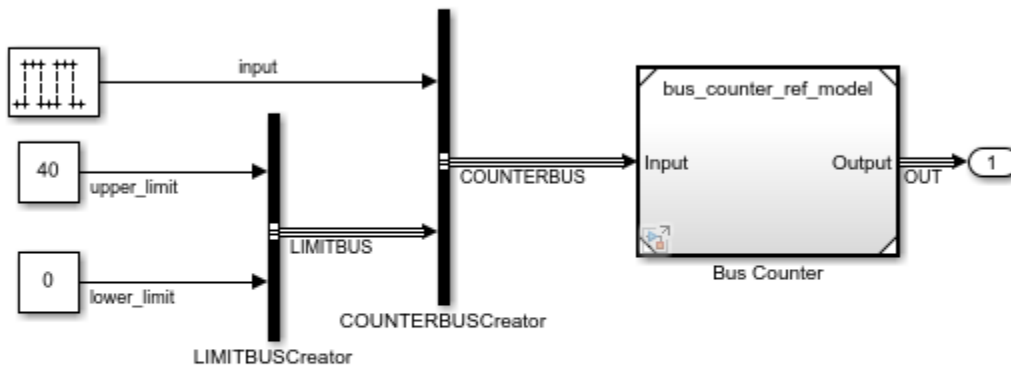 input
bus_counter_ref_model
40
upper_limit
COUNTERBUS
Input
Output
OUT
1
LIMITBUS
0
lower_limit
Bus Counter
COUNTERBUSCreator
LIMITBUSCreator